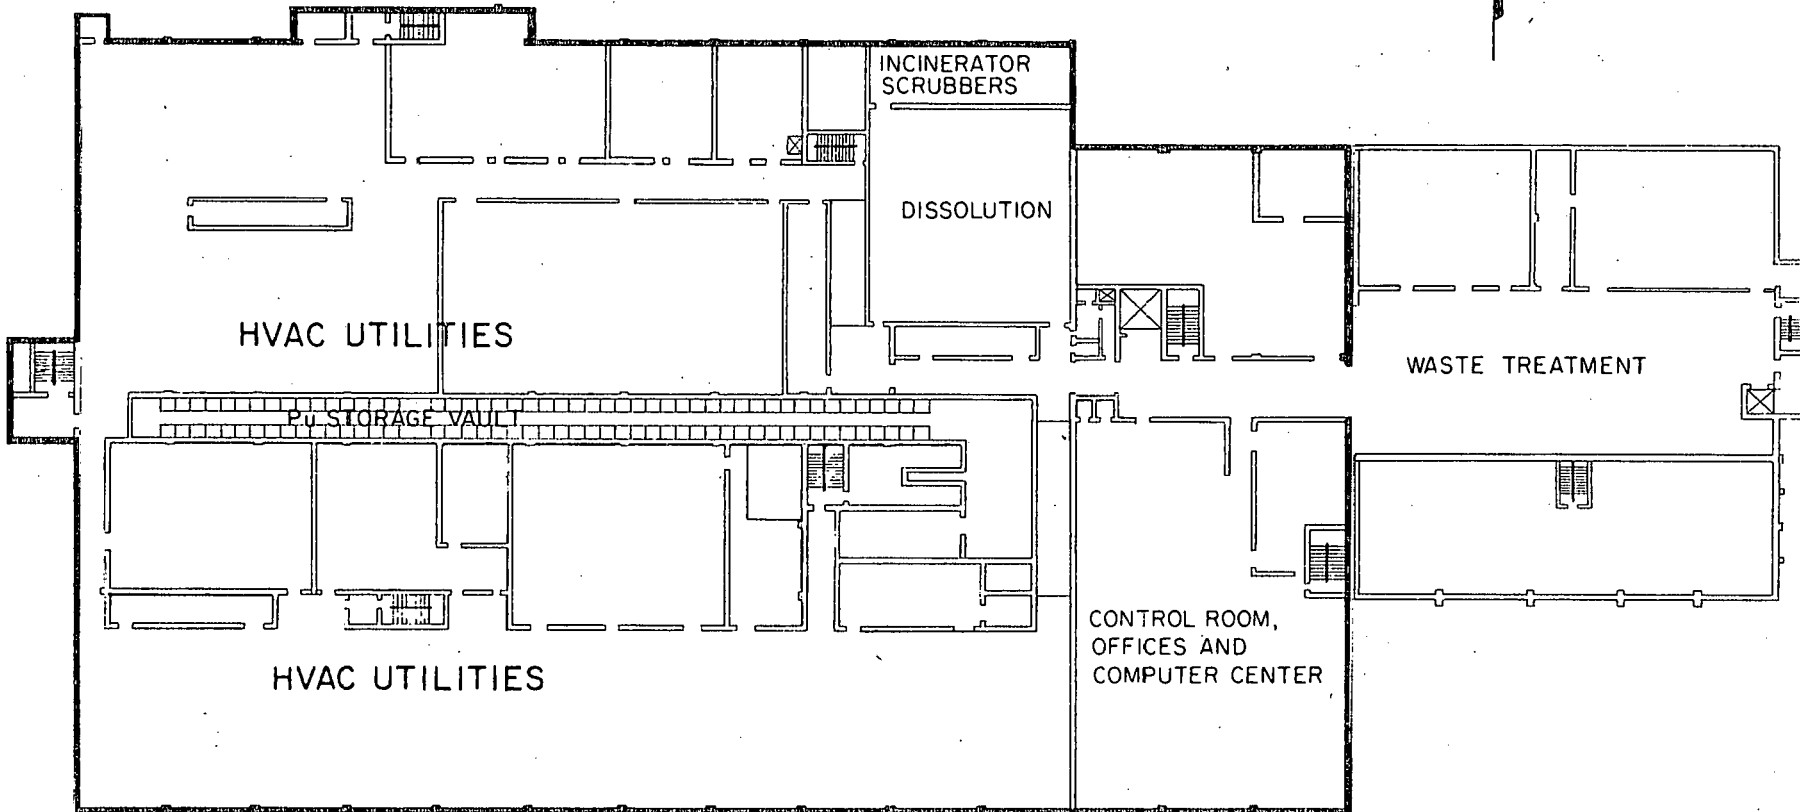 INCINERATOR
SCRUBBERS
DISSOLUTION
HVAC UTILITIES
WASTE TREATMENT
Pu STORAGE VAULT
CONTROL ROOM,
OFFICES AND
COMPUTER CENTER
HVAC UTILITIES